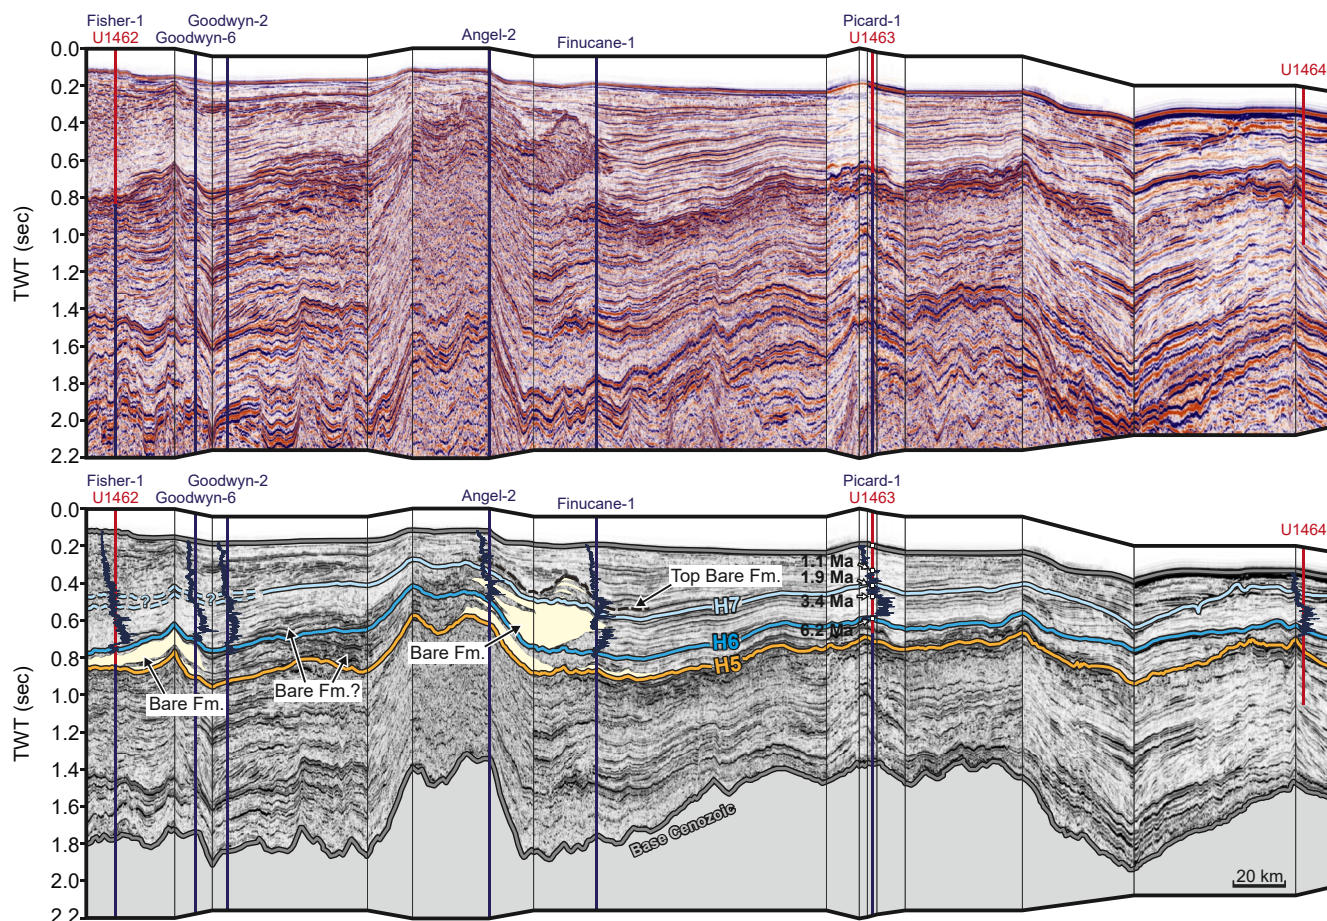 Fisher-1
U1462
Goodwyn-2
Goodwyn-6
Angel-2
Finucane-1
Picard-1
U1463
U1464
TWT (sec)
0.0
0.2
0.4
0.6
0.8
1.0
1.2
1.4
1.6
1.8
2.0
2.2
Fisher-1
U1462
Goodwyn-2
Goodwyn-6
Angel-2
Finucane-1
Picard-1
U1463
U1464
TWT (sec)
0.0
0.2
0.4
0.6
0.8
1.0
1.2
1.4
1.6
1.8
2.0
2.2
?
?
1.1 Ma
1.9 Ma
3.4 Ma
6.2 Ma
Top Bare Fm.
H7
H6
H5
Bare Fm.
Bare Fm.?
Bare Fm.
Base Cenozoic
20 km